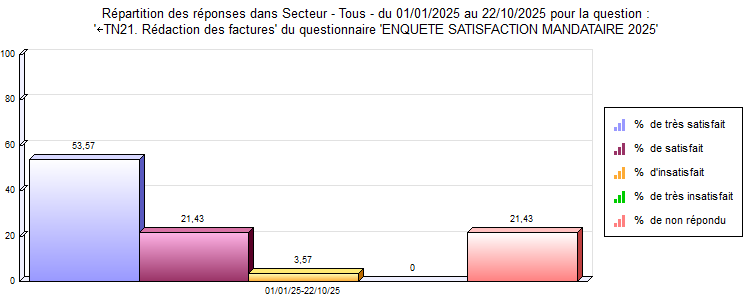 Répartition des réponses dans Secteur - Tous - du 01/01/2025 au 22/10/2025 pour la question :
'←TN21. Rédaction des factures' du questionnaire 'ENQUETE SATISFACTION MANDATAIRE 2025'
100
80
60
40
20
0
53,57
21,43
3,57
0
21,43
01/01/25-22/10/25
% de très satisfait
% de satisfait
% d'insatisfait
% de très insatisfait
% de non répondu